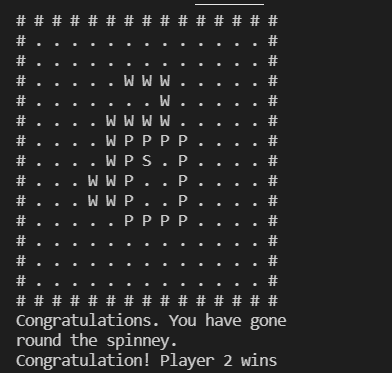 # # # # # # # # # # # # # # #
# . . . . . . . . . . . . . #
# . . . . . . . . . . . . . #
# . . . . . W W W . . . . . #
# . . . . . . . W . . . . . #
# . . . . W W W W . . . . . #
# . . . . W P P P P . . . . #
# . . . . W P S . P . . . . #
# . . . W W P . . P . . . . #
# . . . W W P . . P . . . . #
# . . . . . P P P P . . . . #
# . . . . . . . . . . . . . #
# . . . . . . . . . . . . . #
# . . . . . . . . . . . . . #
# # # # # # # # # # # # # # #
Congratulations. You have gone
round the spinney.
Congratulation! Player 2 wins